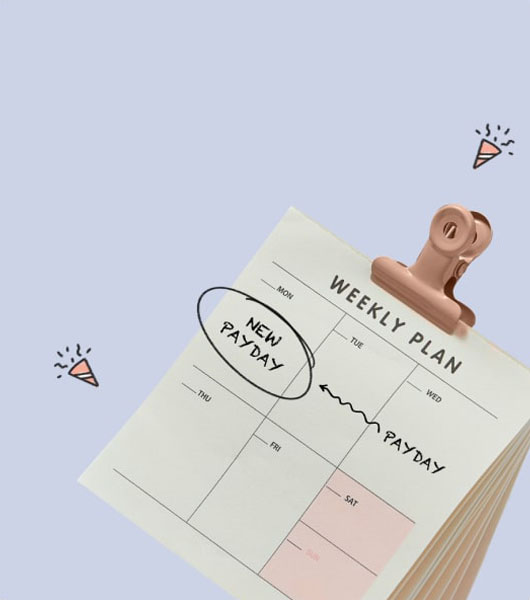 WEEKLY PLAN
MON
TUE
WED
NEW
PAYDAY
PAYDAY
THU
FRI
SAT
SUN